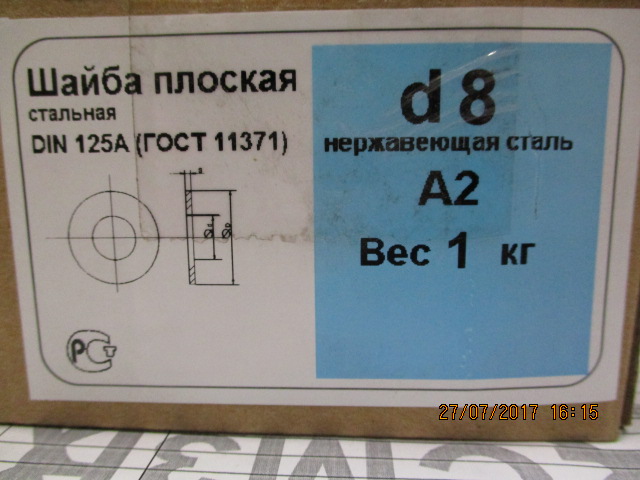 Шайба плоская
стальная
DIN 125A (ГОСТ 11371)
d 8
нержавеющая сталь
A2
Вес 1 кг
РСТ
27/07/2017 16:15